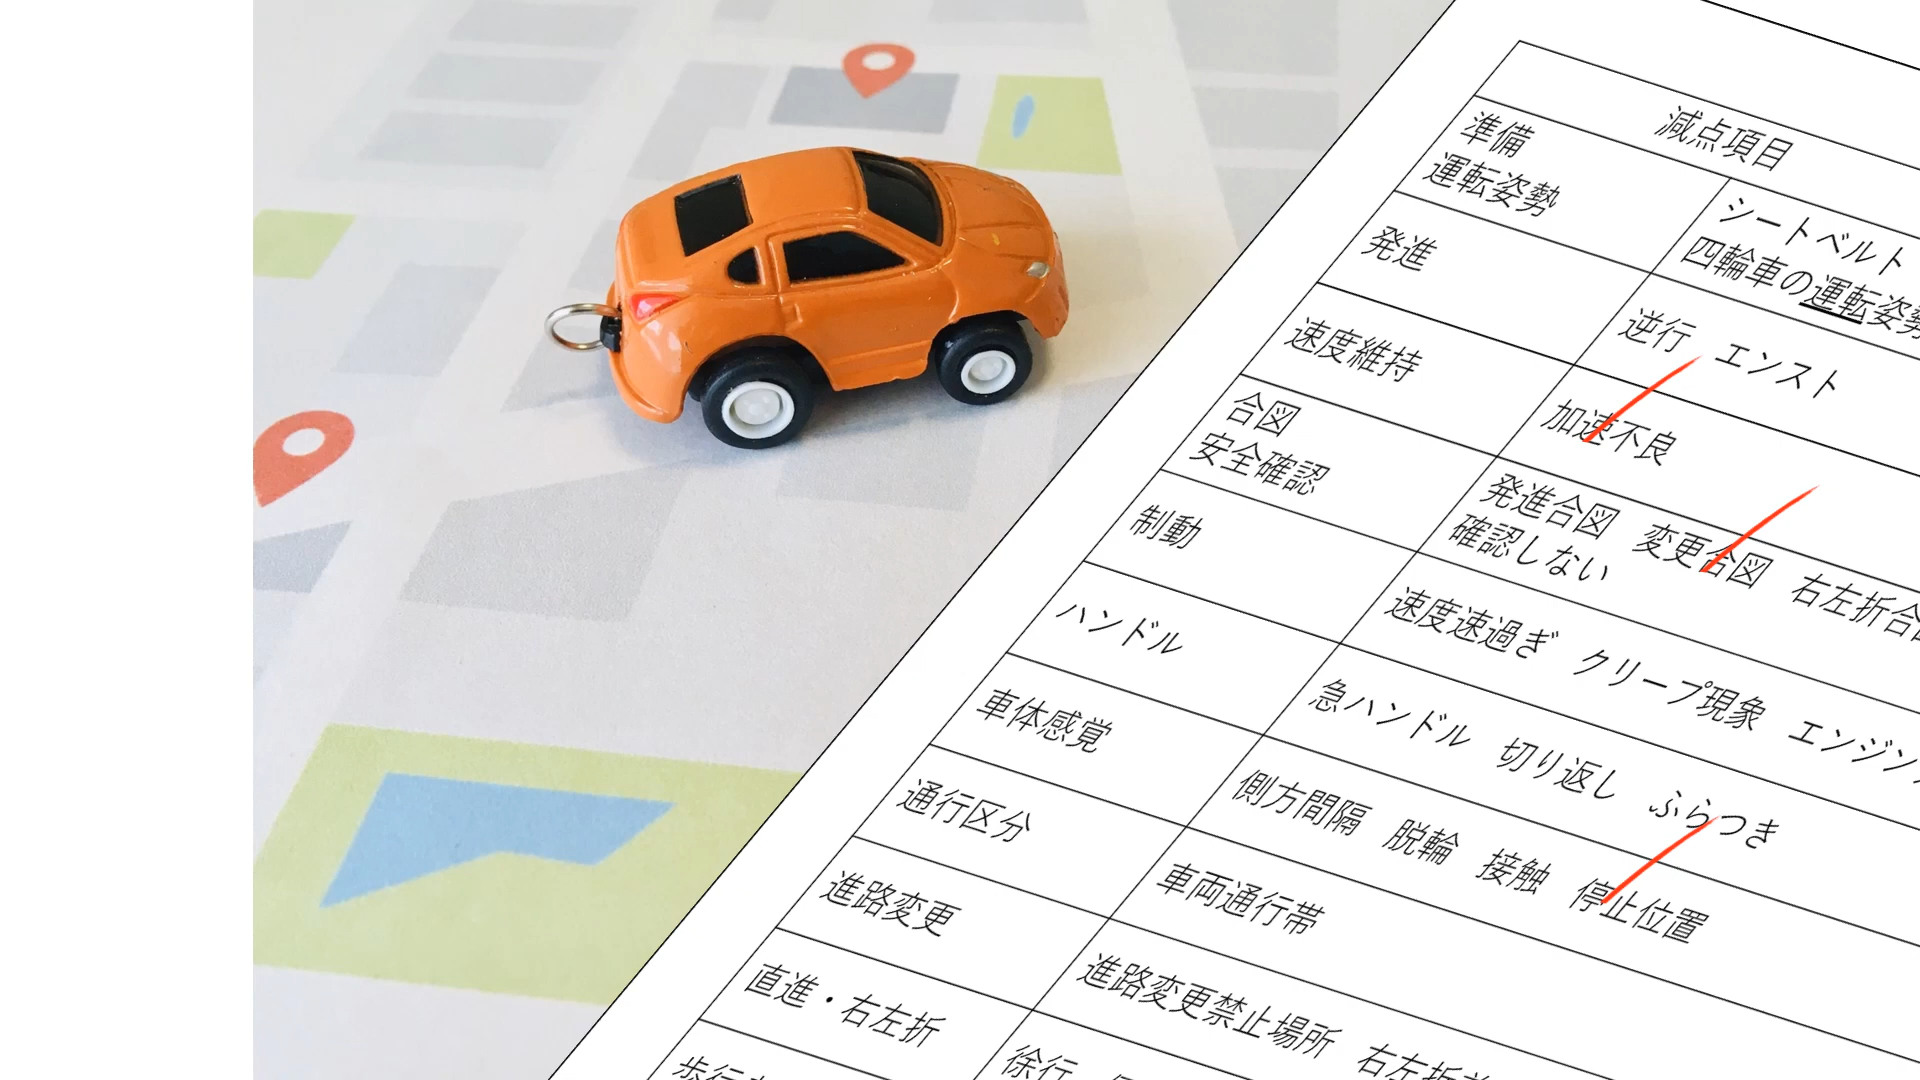 減点項目
準備
運転姿勢
シートベルト
四輪車の運転姿勢
発進
逆行 エンスト
速度維持
加速不良
合図
安全確認
発進合図 変更合図 右左折合
確認しない
制動
速度速過ぎ クリープ現象 エンジン
ハンドル
急ハンドル 切り返し ふらつき
車体感覚
側方間隔 脱輪 接触 停止位置
通行区分
車両通行帯
進路変更
進路変更禁止場所 右左折
直進・右左折
徐行
歩行